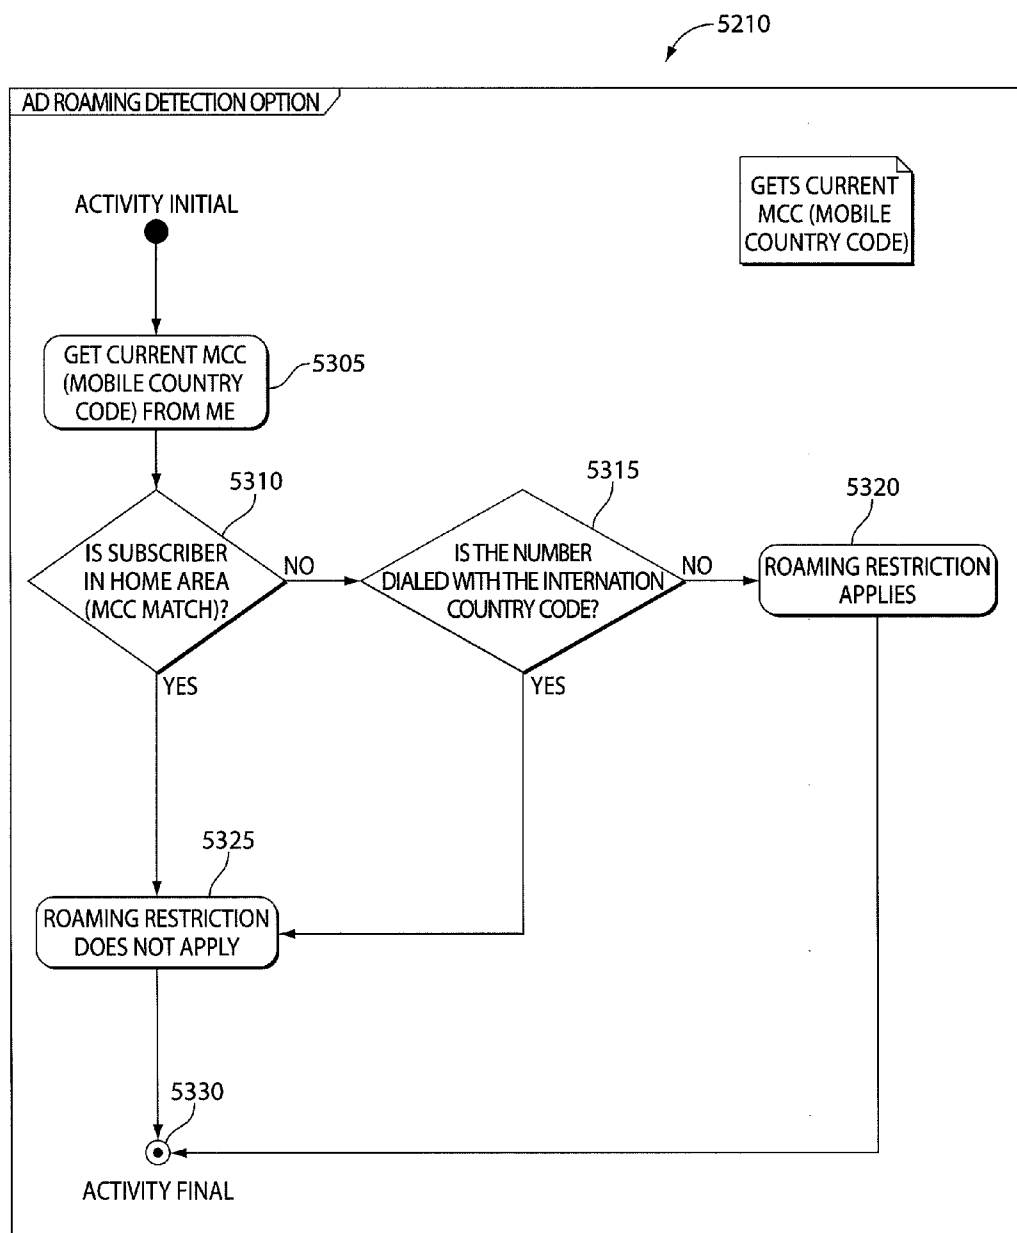 5210
AD ROAMING DETECTION OPTION
GETS CURRENT
MCC (MOBILE
COUNTRY CODE)
ACTIVITY INITIAL
GET CURRENT MCC
(MOBILE COUNTRY
CODE) FROM ME
5305
5310
IS SUBSCRIBER
IN HOME AREA
(MCC MATCH)?
NO
YES
5315
IS THE NUMBER
DIALED WITH THE INTERNATION
COUNTRY CODE?
NO
YES
5320
ROAMING RESTRICTION
APPLIES
5325
ROAMING RESTRICTION
DOES NOT APPLY
5330
ACTIVITY FINAL